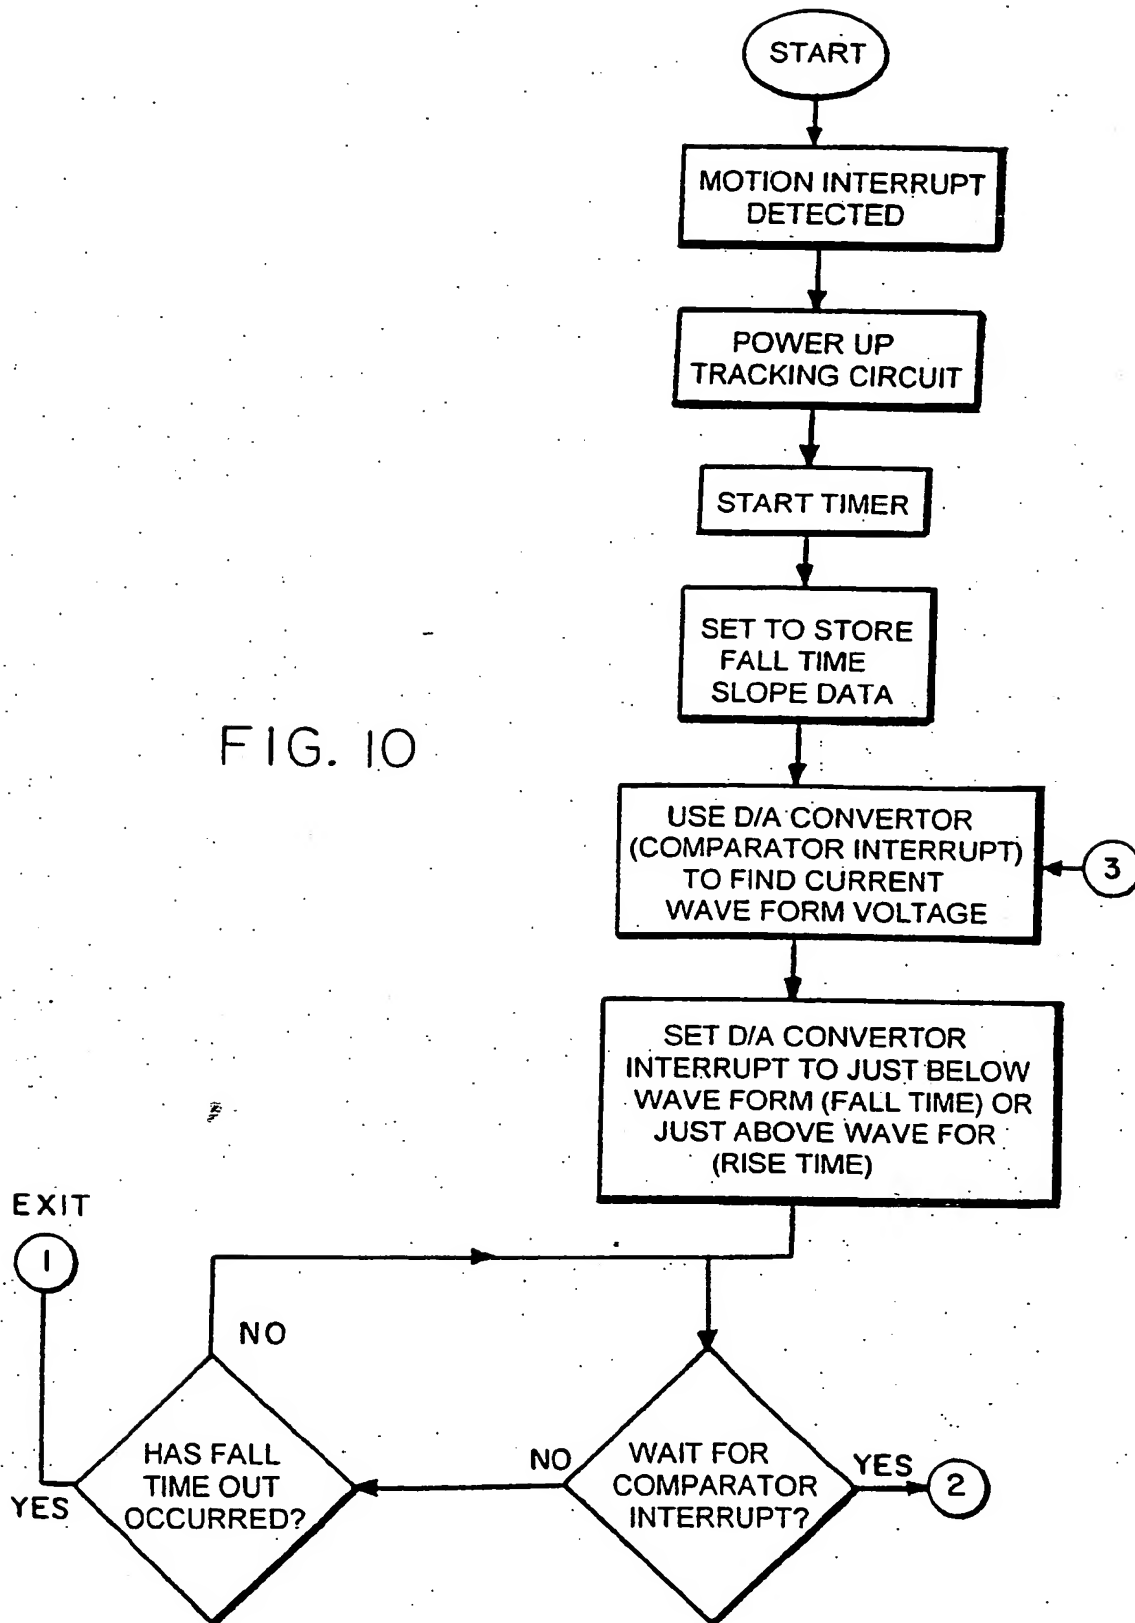 START
MOTION INTERRUPT
DETECTED
POWER UP
TRACKING CIRCUIT
START TIMER
SET TO STORE
FALL TIME
SLOPE DATA
FIG. 10
USE D/A CONVERTOR
(COMPARATOR INTERRUPT)
TO FIND CURRENT
WAVE FORM VOLTAGE
3
SET D/A CONVERTOR
INTERRUPT TO JUST BELOW
WAVE FORM (FALL TIME) OR
JUST ABOVE WAVE FOR
(RISE TIME)
EXIT
1
NO
HAS FALL
TIME OUT
OCCURRED?
YES
NO
WAIT FOR
COMPARATOR
INTERRUPT?
YES
2